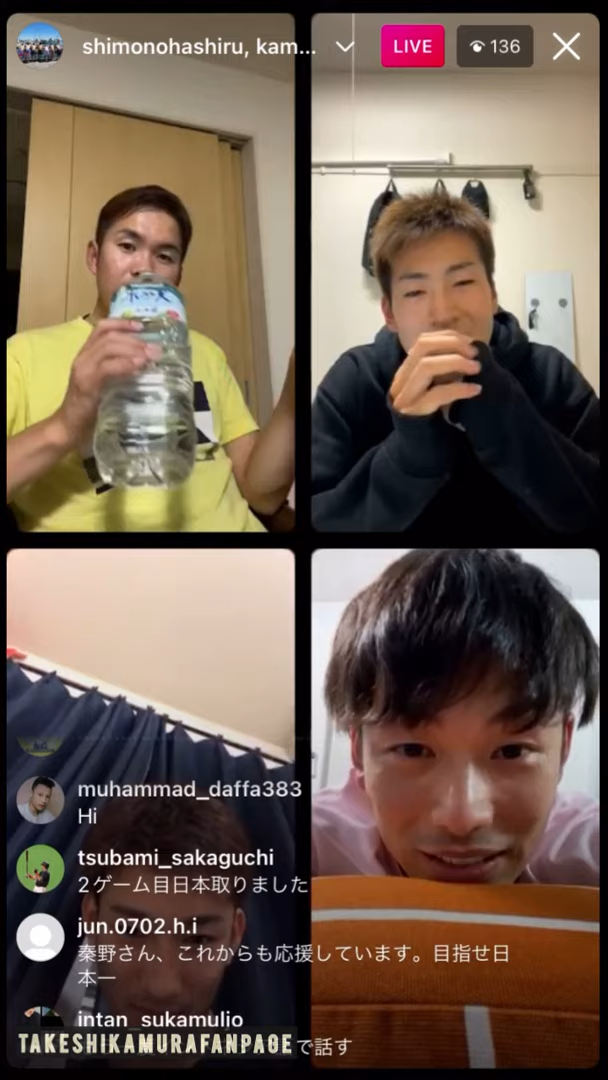 shimonohashiru, kam...
LIVE
136
muhammad_daffa383
Hi
tsubami_sakaguchi
2ゲーム目日本取りました
jun.0702.h.i
秦野さん、これからも応援しています。目指せ日
本一
intan_sukamuljo
TAKESHIKAMURAFANPAGE で話す